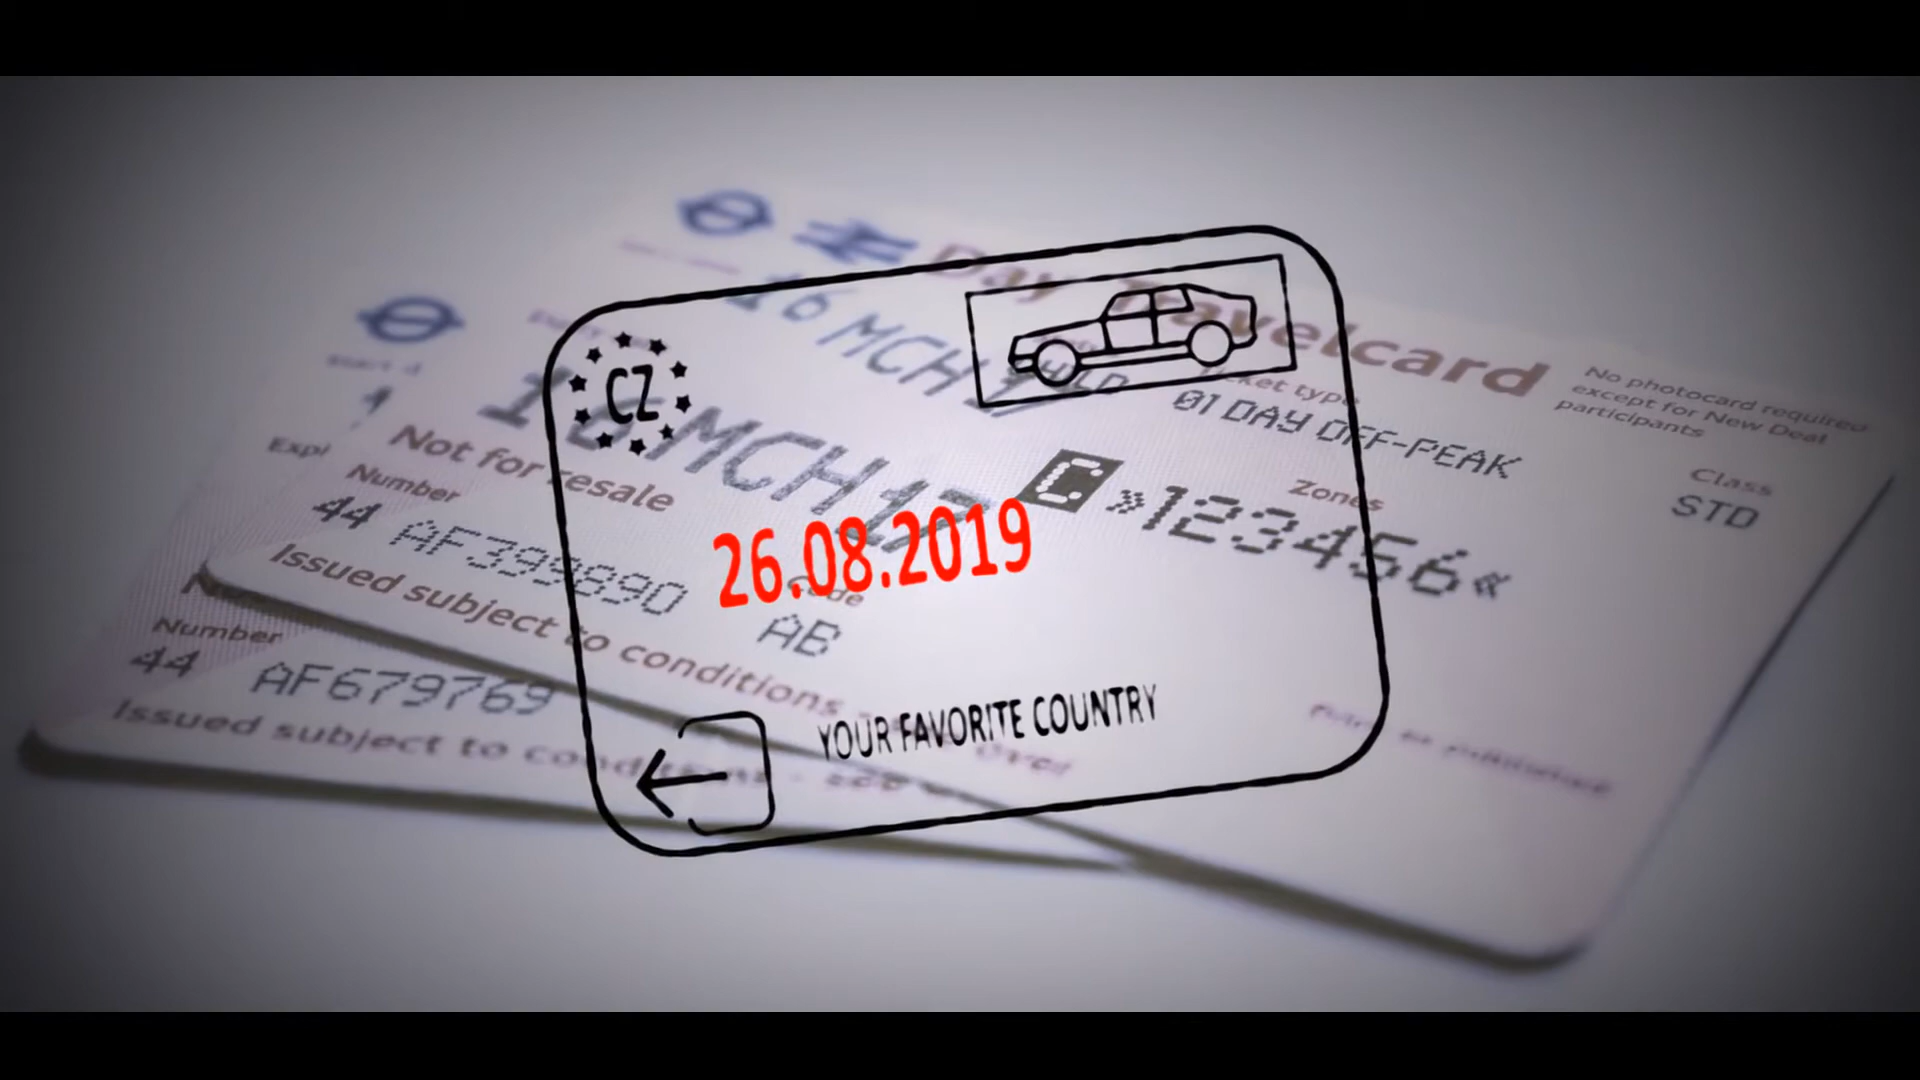 Day Travelcard
16 MCH 17
No photocard required
except for New Deal
participants
Ticket type
01 DAY OFF-PEAK
CZ
16 MCH 17
Class
STD
Zones
C »123456«
Not for resale
Number
44 AF399890
26.08.2019
Code
AB
Issued subject to conditions -
Number
44 AF679769
Issued subject to conditions - see over
YOUR FAVORITE COUNTRY